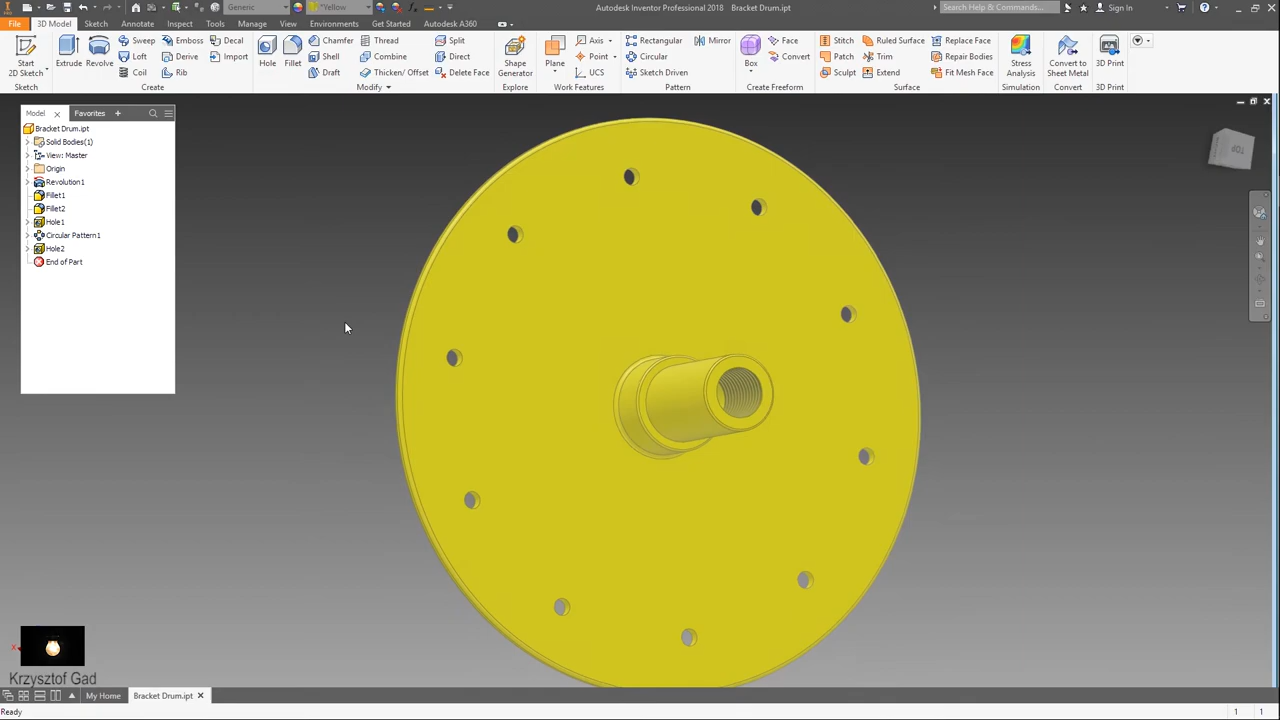 Generic
*Yellow
Autodesk Inventor Professional 2018 Bracket Drum.ipt
Search Help & Commands...
Sign In
File 3D Model Sketch Annotate Inspect Tools Manage View Environments Get Started Autodesk A360
Start
2D Sketch
Sketch
Extrude
Revolve
Sweep
Loft
Coil
Emboss
Derive
Rib
Decal
Import
Create
Hole
Fillet
Chamfer
Shell
Draft
Thread
Combine
Thicken/ Offset
Split
Direct
Delete Face
Modify
Shape
Generator
Explore
Plane
Axis
Point
UCS
Work Features
Rectangular
Circular
Sketch Driven
Mirror
Pattern
Box
Face
Convert
Create Freeform
Stitch
Patch
Sculpt
Ruled Surface
Trim
Extend
Replace Face
Repair Bodies
Fit Mesh Face
Surface
Stress
Analysis
Simulation
Convert to
Sheet Metal
Convert
3D Print
3D Print
Model
Favorites
Bracket Drum.ipt
Solid Bodies(1)
View: Master
Origin
Revolution1
Fillet1
Fillet2
Hole1
Circular Pattern1
Hole2
End of Part
TOP
X
Krzysztof Gad
My Home
Bracket Drum.ipt
Ready
1 1